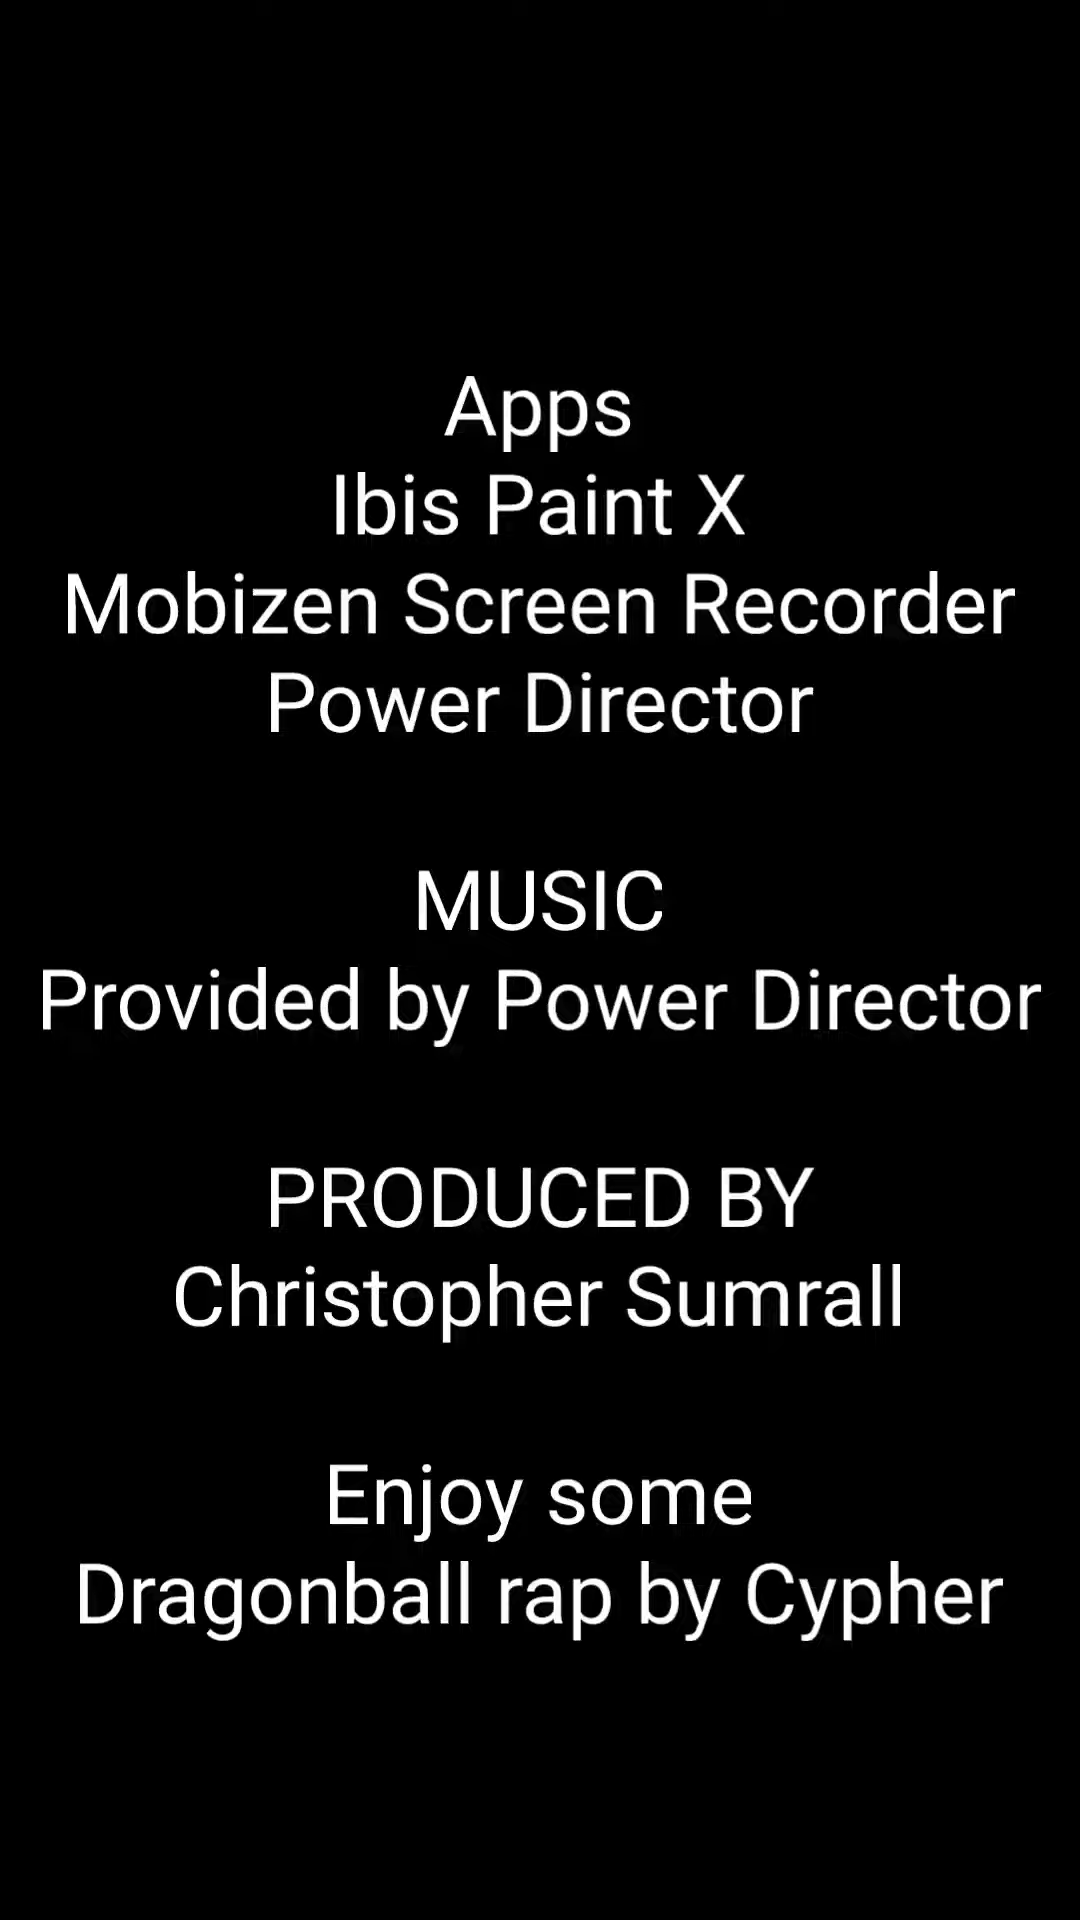 Apps
Ibis Paint X
Mobizen Screen Recorder
Power Director
MUSIC
Provided by Power Director
PRODUCED BY
Christopher Sumrall
Enjoy some
Dragonball rap by Cypher